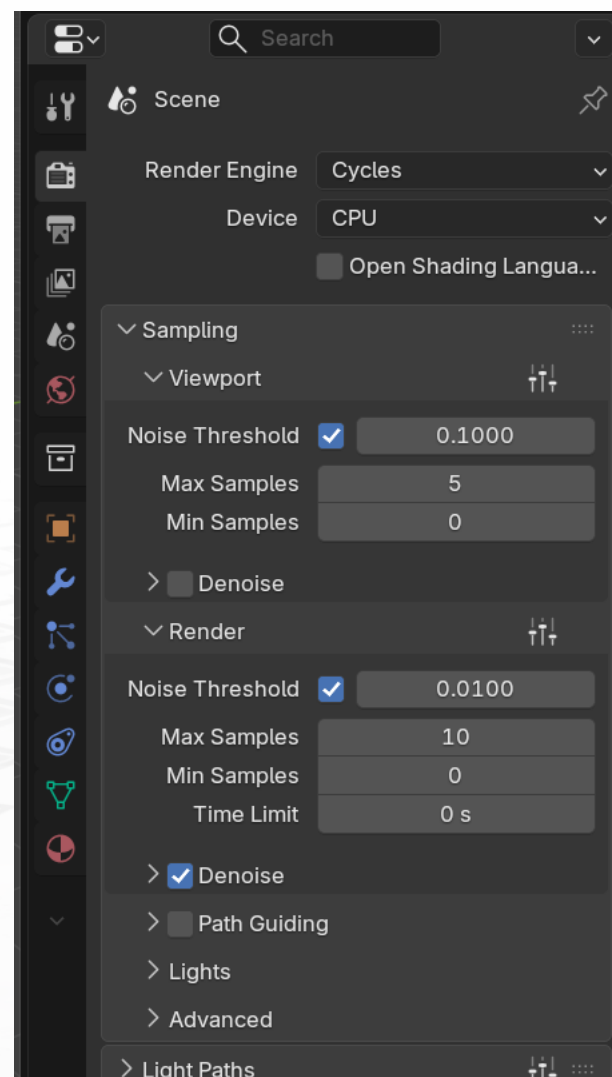 Search
Scene
Render Engine Cycles
Device CPU
Open Shading Langua...
Sampling
Viewport
Noise Threshold 0.1000
Max Samples 5
Min Samples 0
Denoise
Render
Noise Threshold 0.0100
Max Samples 10
Min Samples 0
Time Limit 0 s
Denoise
Path Guiding
Lights
Advanced
Light Paths